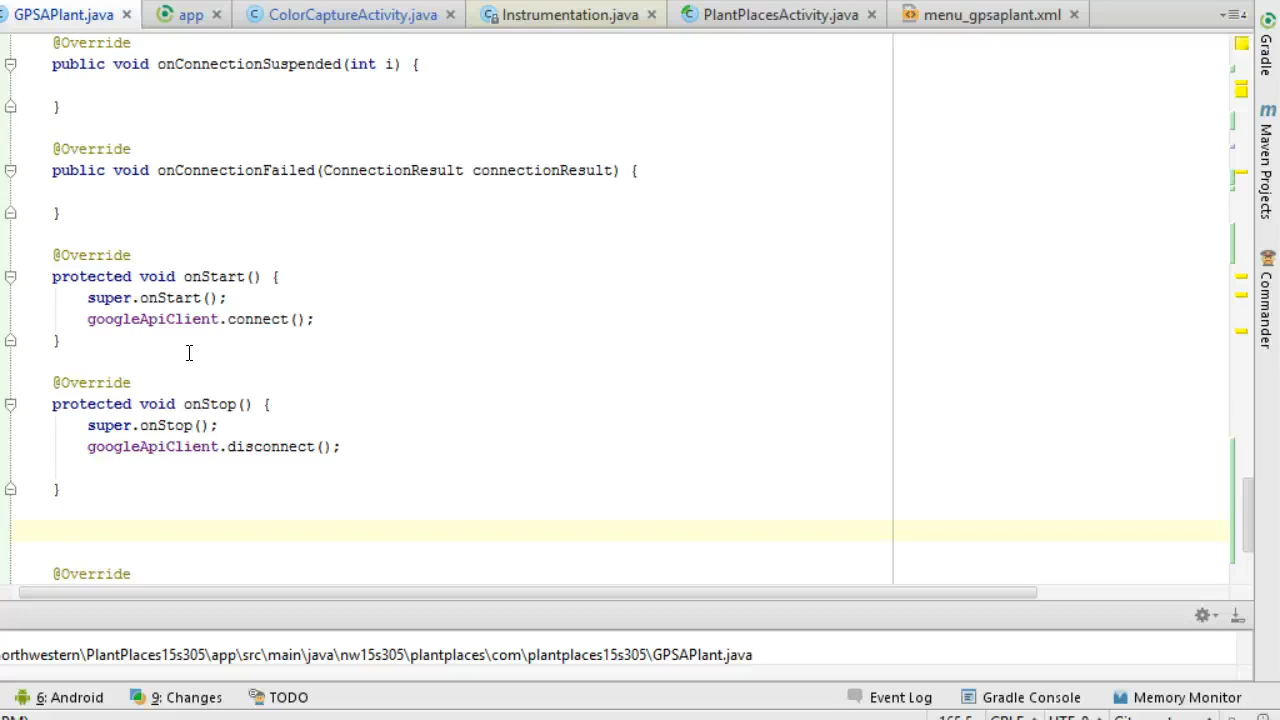 GPSAPlant.java app ColorCaptureActivity.java Instrumentation.java PlantPlacesActivity.java menu_gpsaplant.xml
@Override
public void onConnectionSuspended(int i) {
}
@Override
public void onConnectionFailed(ConnectionResult connectionResult) {
}
@Override
protected void onStart() {
super.onStart();
googleApiClient.connect();
}
@Override
protected void onStop() {
super.onStop();
googleApiClient.disconnect();
}
@Override
Gradle
Maven Projects
Commander
orthwestern\PlantPlaces15s305\app\src\main\java\nw15s305\plantplaces\com\plantplaces15s305\GPSAPlant.java
6: Android 9: Changes TODO Event Log Gradle Console Memory Monitor